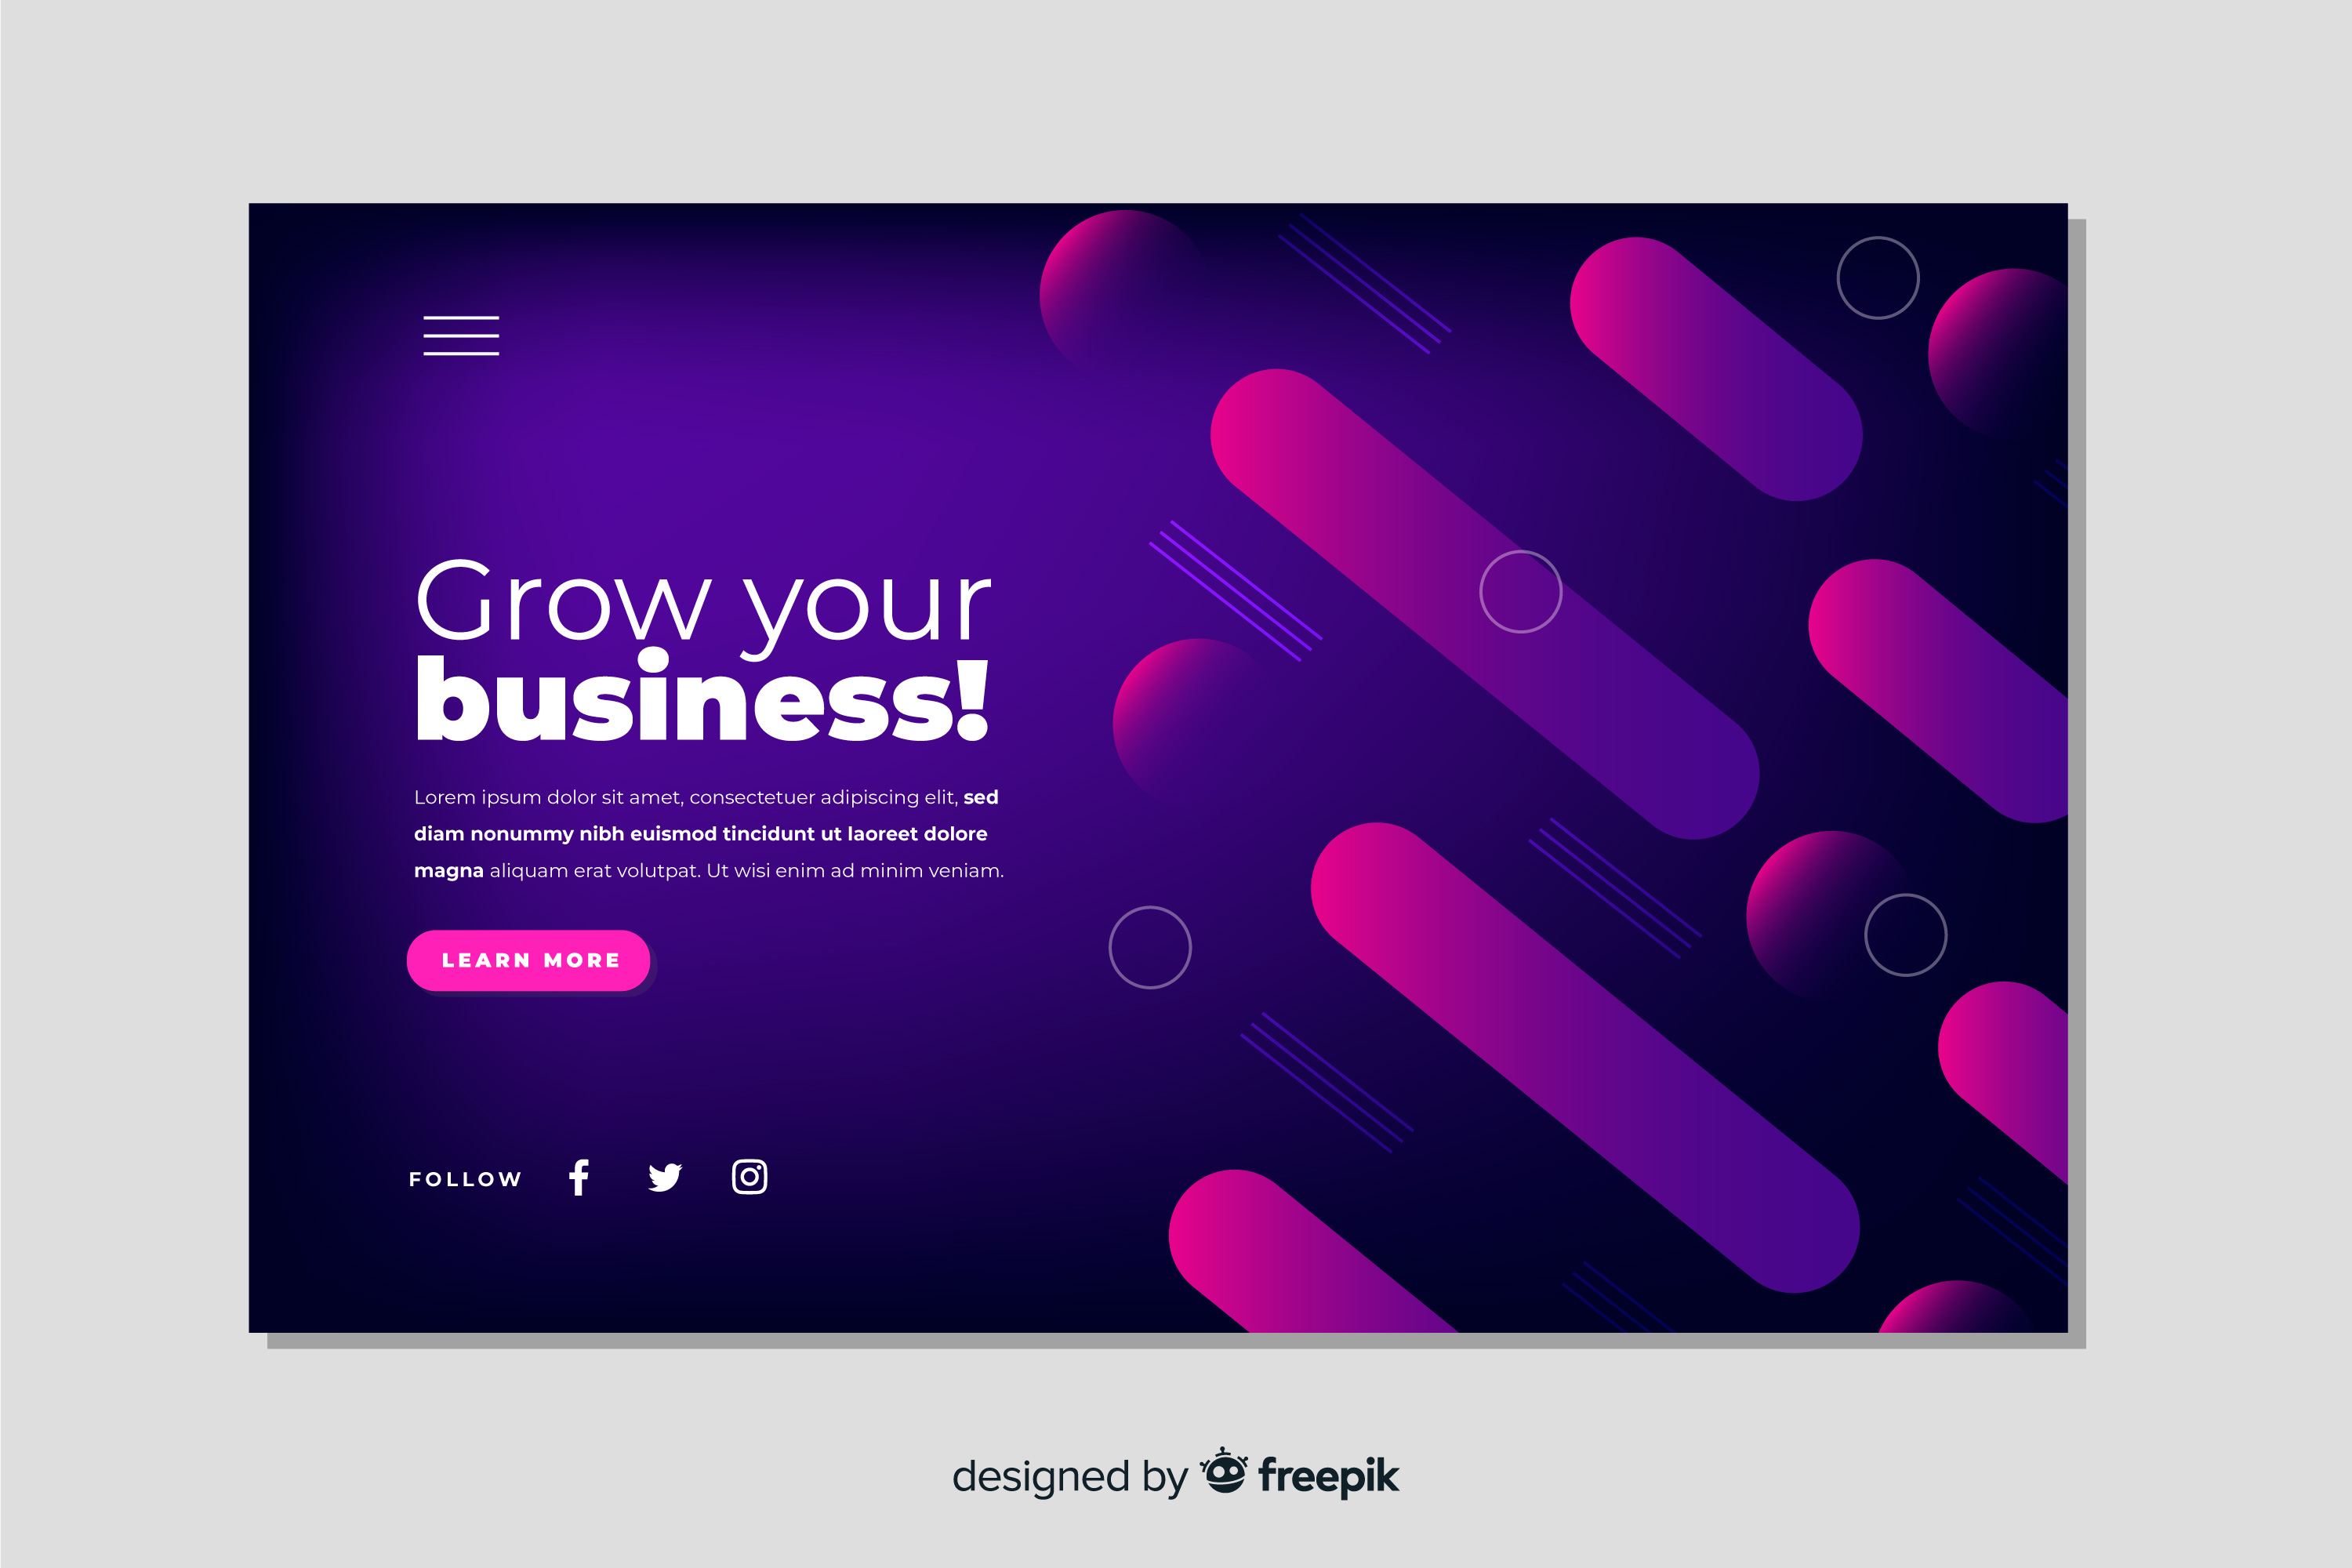 Grow your
business!
Lorem ipsum dolor sit amet, consectetuer adipiscing elit, sed
diam nonummy nibh euismod tincidunt ut laoreet dolore
magna aliquam erat volutpat. Ut wisi enim ad minim veniam.
LEARN MORE
FOLLOW
designed by freepik